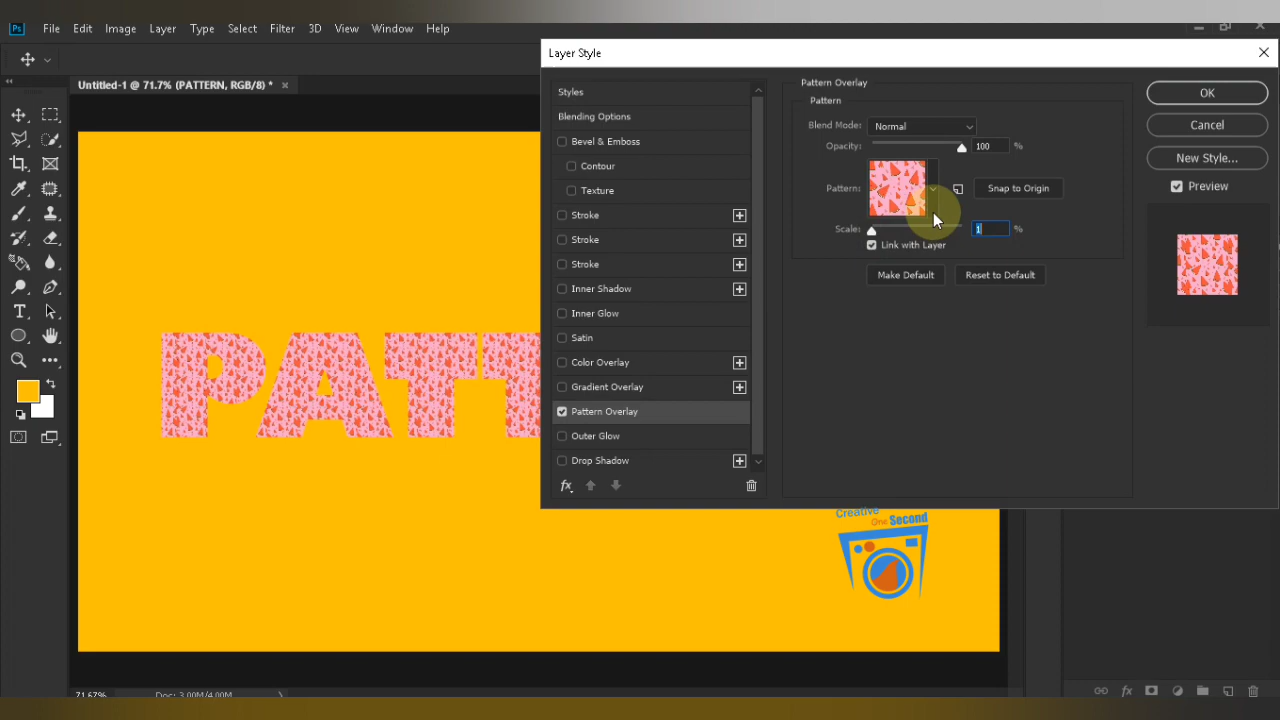 Ps File Edit Image Layer Type Select Filter 3D View Window Help
Layer Style
Untitled-1 @ 71.7% (PATTERN, RGB/8) *
Styles
Blending Options
Bevel & Emboss
Contour
Texture
Stroke
Stroke
Stroke
Inner Shadow
Inner Glow
Satin
Color Overlay
Gradient Overlay
Pattern Overlay
Outer Glow
Drop Shadow
fx
Pattern Overlay
Pattern
Blend Mode: Normal
Opacity: 100 %
Pattern: Snap to Origin
Scale: 1 %
Link with Layer
Make Default Reset to Default
OK
Cancel
New Style...
Preview
PATT
Creative
One Second
71.67% Doc: 3.00M/4.00M
fx